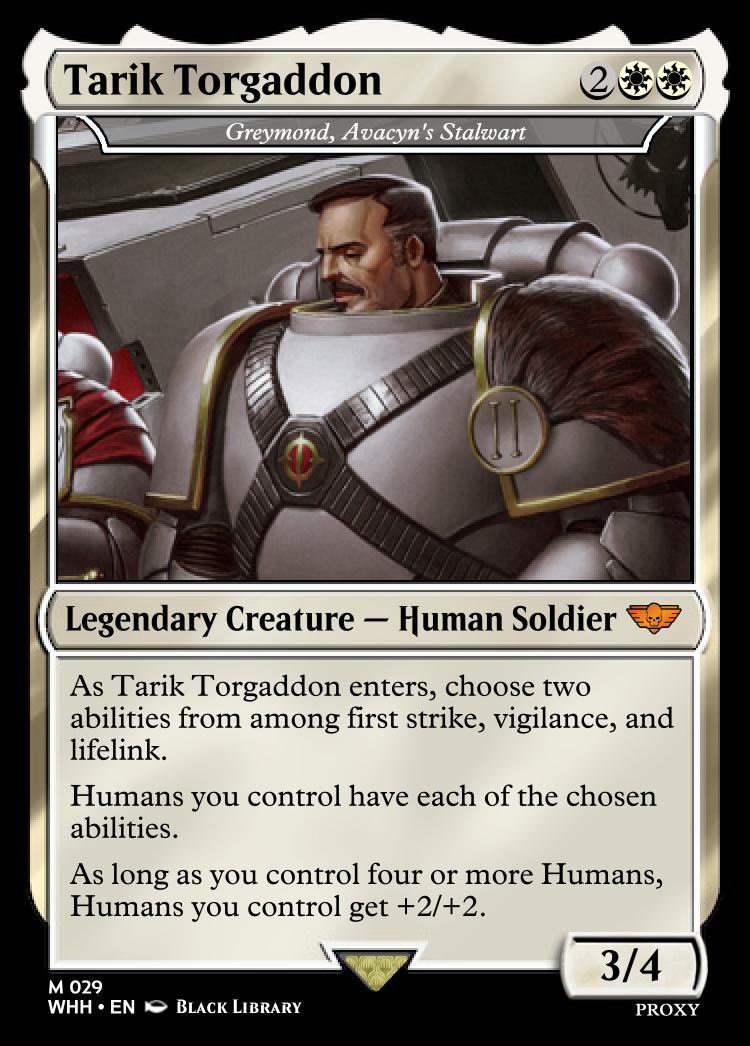 Tarik Torgaddon 2
Greymond, Avacyn's Stalwart
II
Legendary Creature — Human Soldier
As Tarik Torgaddon enters, choose two
abilities from among first strike, vigilance, and
lifelink.
Humans you control have each of the chosen
abilities.
As long as you control four or more Humans,
Humans you control get +2/+2.
3/4
M 029
WHH • EN BLACK LIBRARY
PROXY